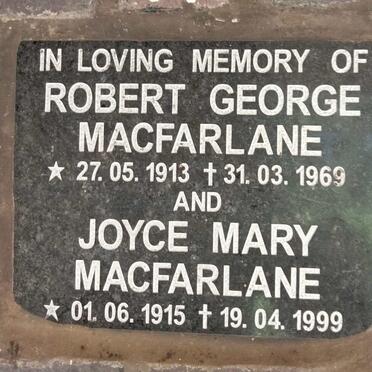 IN LOVING MEMORY OF
ROBERT GEORGE
MACFARLANE
★ 27. 05. 1913 † 31. 03. 1969
AND
JOYCE MARY
MACFARLANE
★ 01. 06. 1915 † 19. 04. 1999